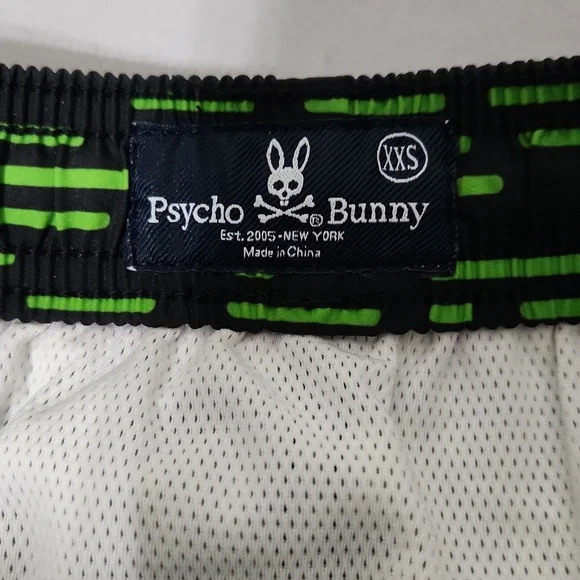 XXS
Psycho Bunny
Est. 2005-NEW YORK
Made in China